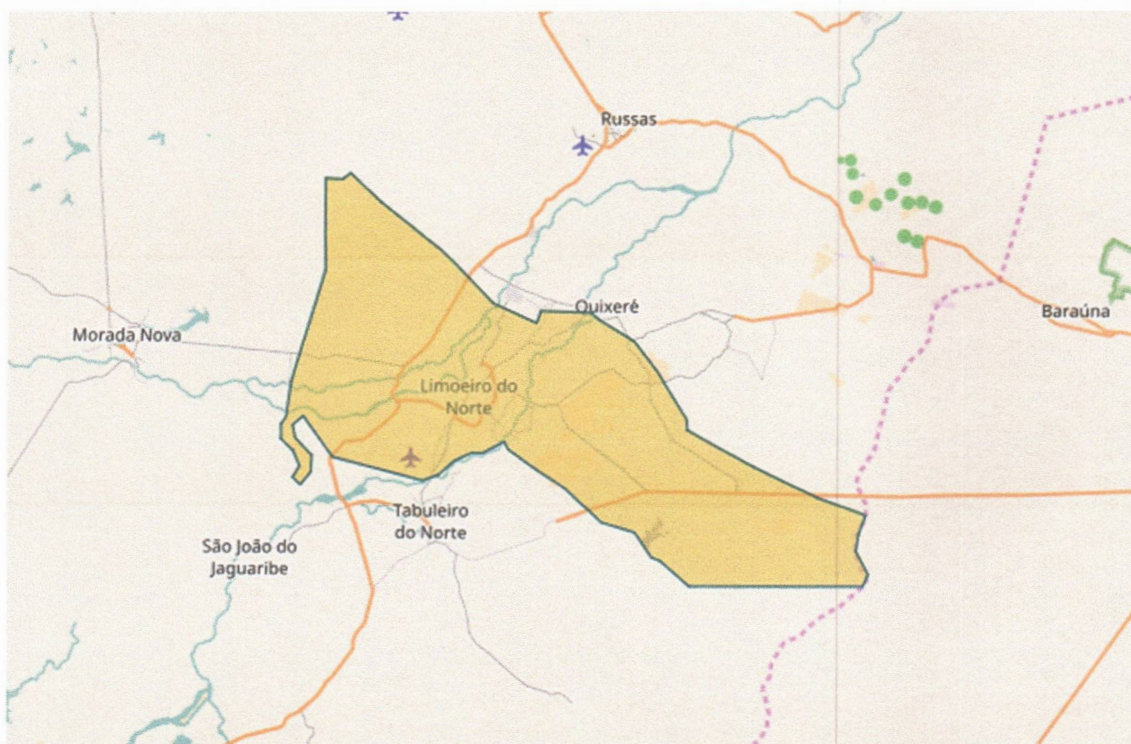 Russas
Quixeré
Morada Nova
Baraúna
Limoeiro do
Norte
Tabuleiro
do Norte
São João do
Jaguaribe